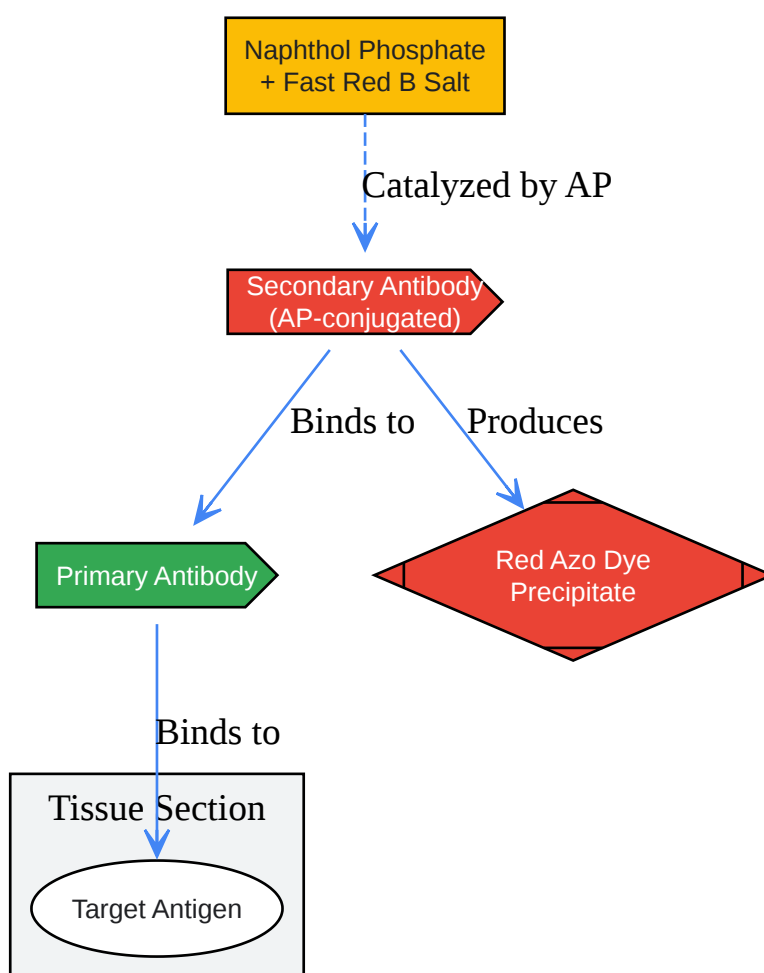 Naphthol Phosphate
+ Fast Red B Salt
Catalyzed by AP
Secondary Antibody
(AP-conjugated)
Binds to
Produces
Primary Antibody
Red Azo Dye
Precipitate
Binds to
Tissue Section
Target Antigen